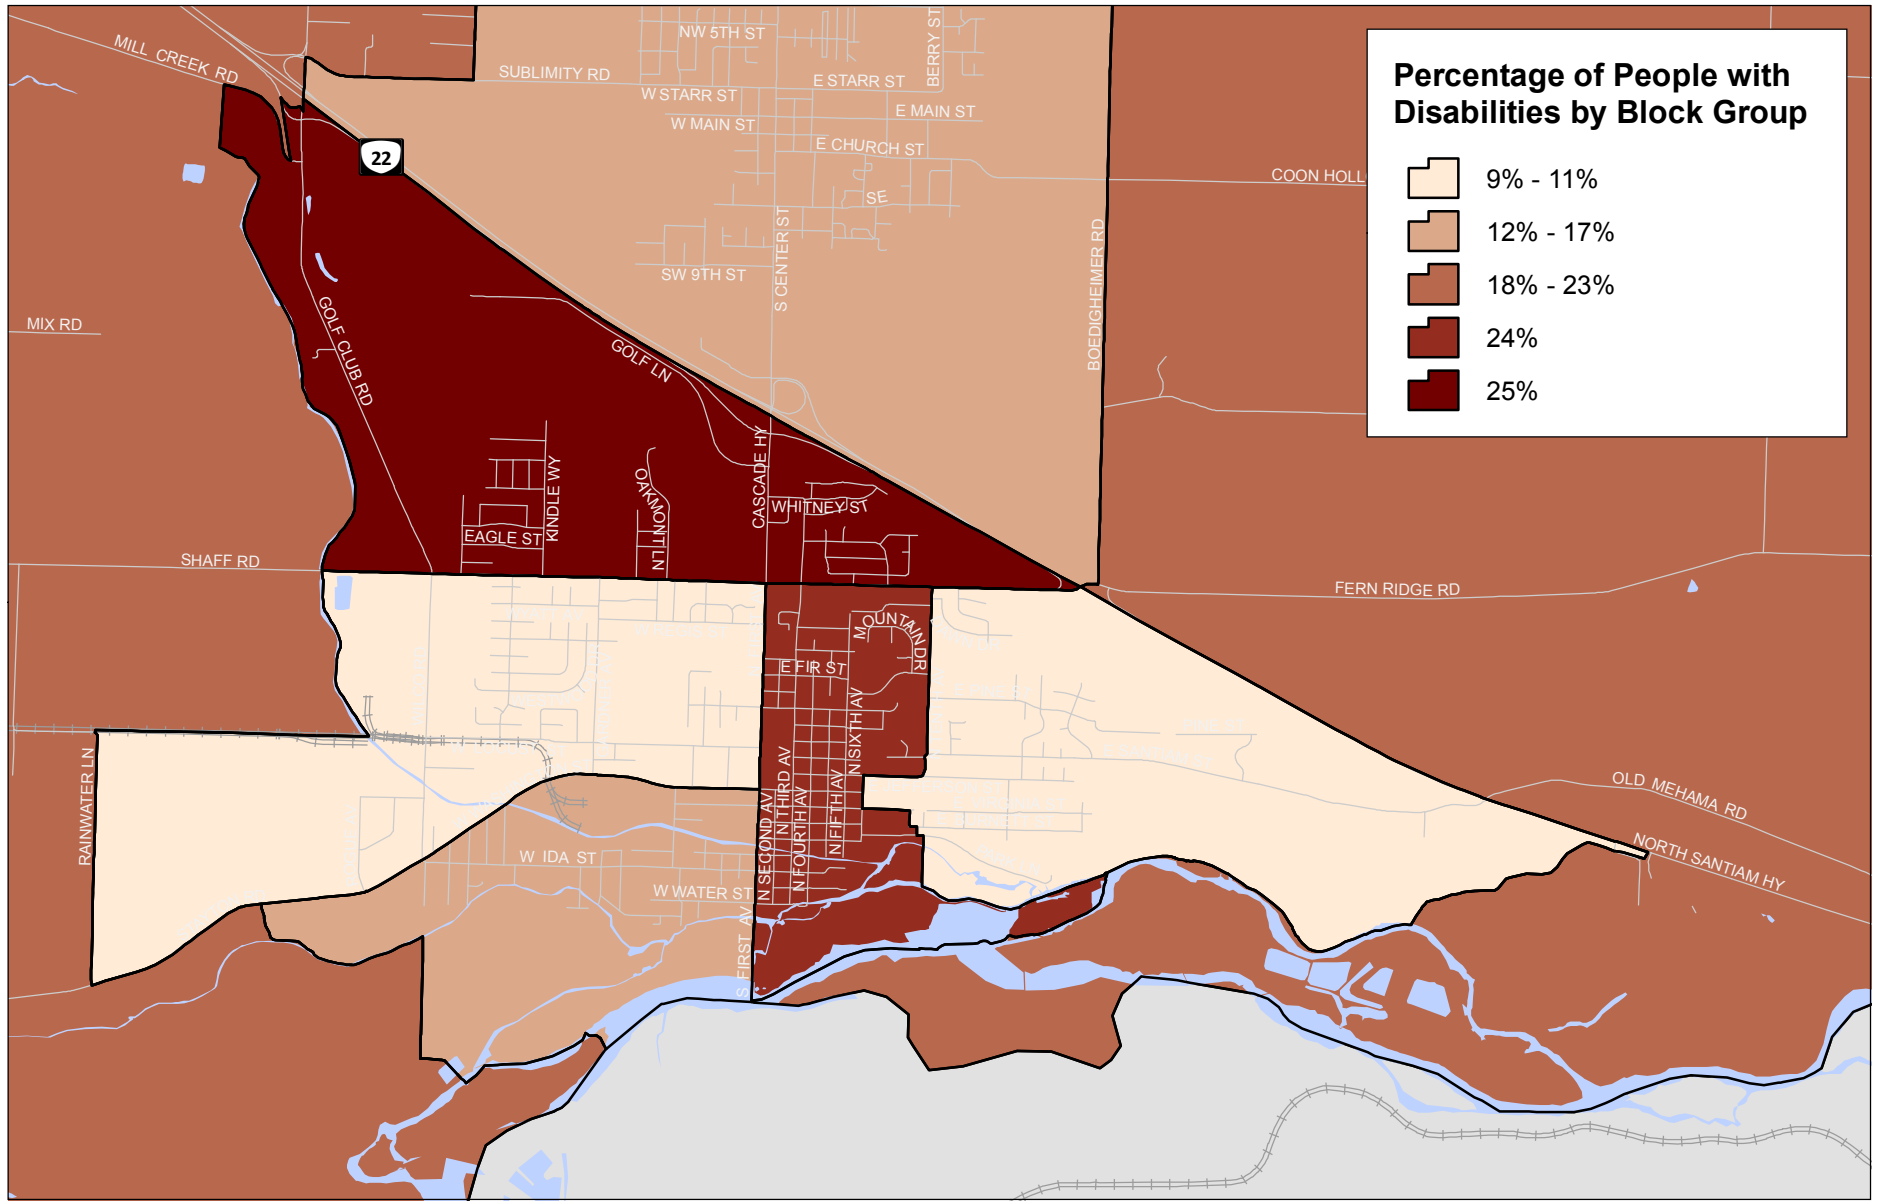 Percentage of People with
Disabilities by Block Group
9% - 11%
12% - 17%
18% - 23%
24%
25%
MILL CREEK RD
NW 5TH ST
BERRY ST
SUBLIMITY RD
E STARR ST
W STARR ST
E MAIN ST
W MAIN ST
E CHURCH ST
22
COON HOLL
SE
S CENTER ST
SW 9TH ST
BOEDIGHEIMER RD
MIX RD
GOLF CLUB RD
GOLF LN
CASCADE HY
KINDLE WY
OAKMONT LN
WHITNEY ST
EAGLE ST
SHAFF RD
FERN RIDGE RD
MOUNTAIN DR
E FIR ST
N SIXTH AV
RAINWATER LN
N THIRD AV
N FIFTH AV
N SECOND AV
N FOURTH AV
OLD MEHAMA RD
NORTH SANTIAM HY
W IDA ST
W WATER ST
S FIRST AV